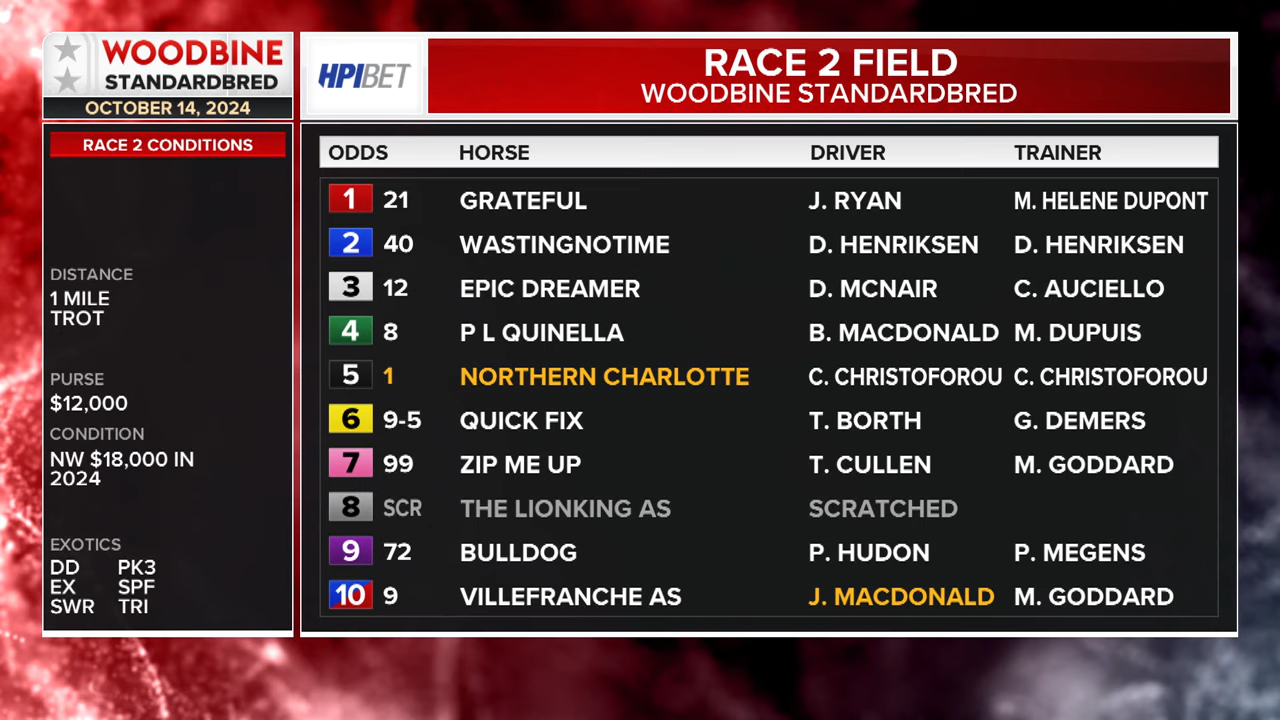 WOODBINE
STANDARDBRED
OCTOBER 14, 2024
HPIBET
RACE 2 FIELD
WOODBINE STANDARDBRED
RACE 2 CONDITIONS
DISTANCE
1 MILE
TROT
PURSE
$12,000
CONDITION
NW $18,000 IN
2024
EXOTICS
DD PK3
EX SPF
SWR TRI
ODDS HORSE DRIVER TRAINER
1 21 GRATEFUL J. RYAN M. HELENE DUPONT
2 40 WASTINGNOTIME D. HENRIKSEN D. HENRIKSEN
3 12 EPIC DREAMER D. MCNAIR C. AUCIELLO
4 8 P L QUINELLA B. MACDONALD M. DUPUIS
5 1 NORTHERN CHARLOTTE C. CHRISTOFOROU C. CHRISTOFOROU
6 9-5 QUICK FIX T. BORTH G. DEMERS
7 99 ZIP ME UP T. CULLEN M. GODDARD
8 SCR THE LIONKING AS SCRATCHED
9 72 BULLDOG P. HUDON P. MEGENS
10 9 VILLEFRANCHE AS J. MACDONALD M. GODDARD